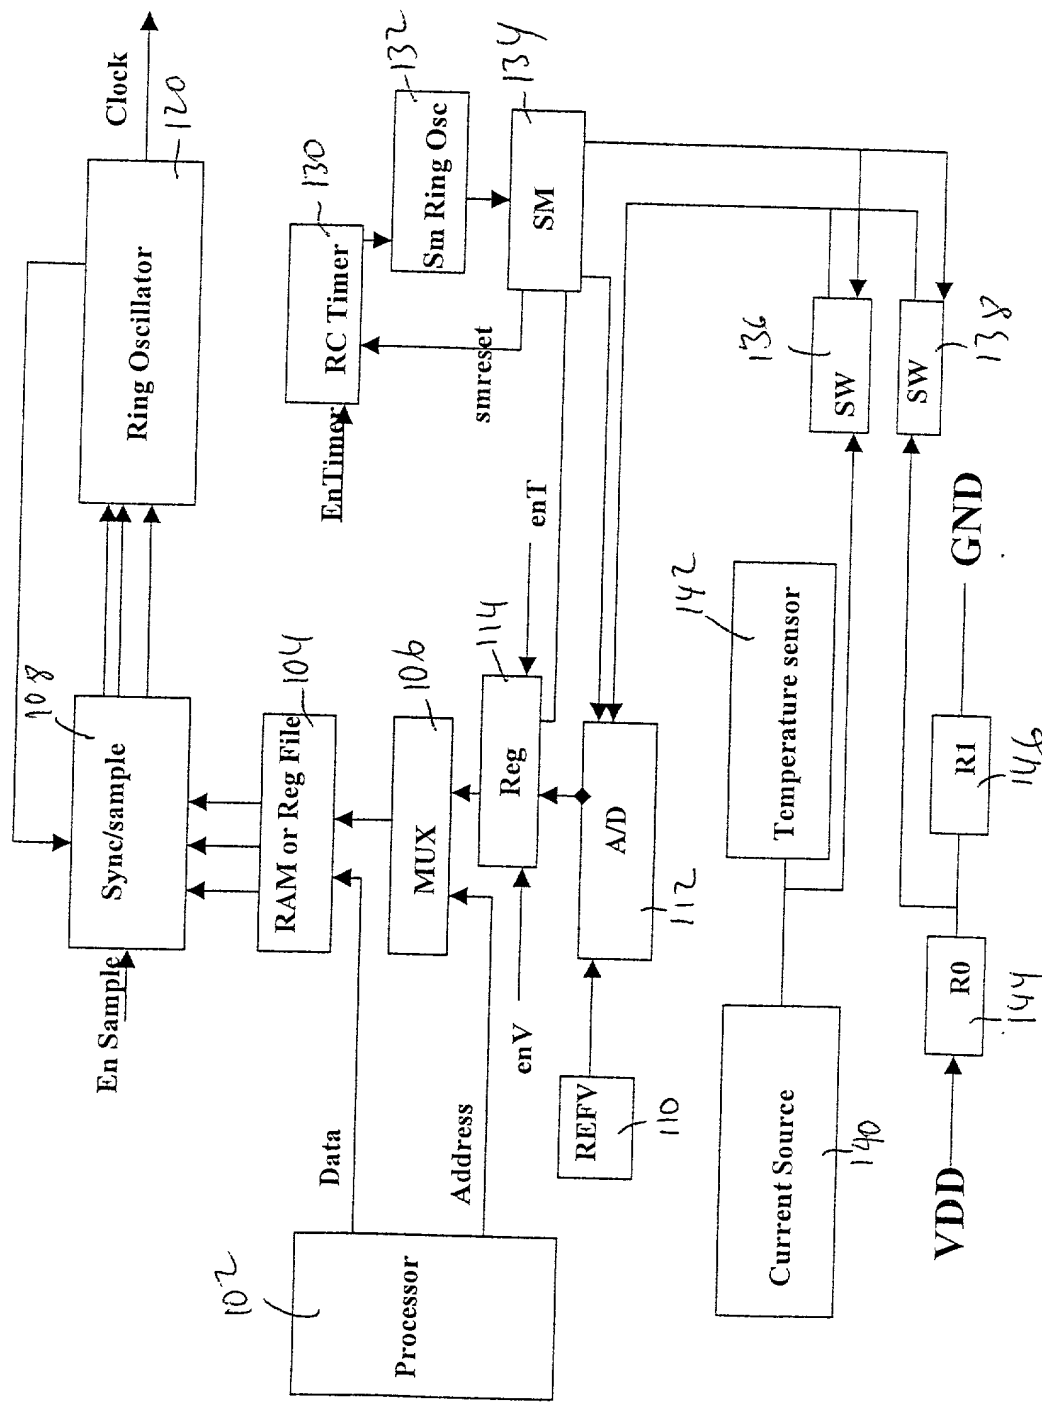 Clock
120
Ring Oscillator
108
Sync/sample
En Sample
132
Sm Ring Osc
134
SM
130
RC Timer
EnTimer
smreset
104
RAM or Reg File
106
MUX
114
Reg
enT
enV
A/D
112
REFV
110
Data
Address
102
Processor
136
SW
138
SW
142
Temperature sensor
Current Source
140
GND
R1
146
R0
144
VDD